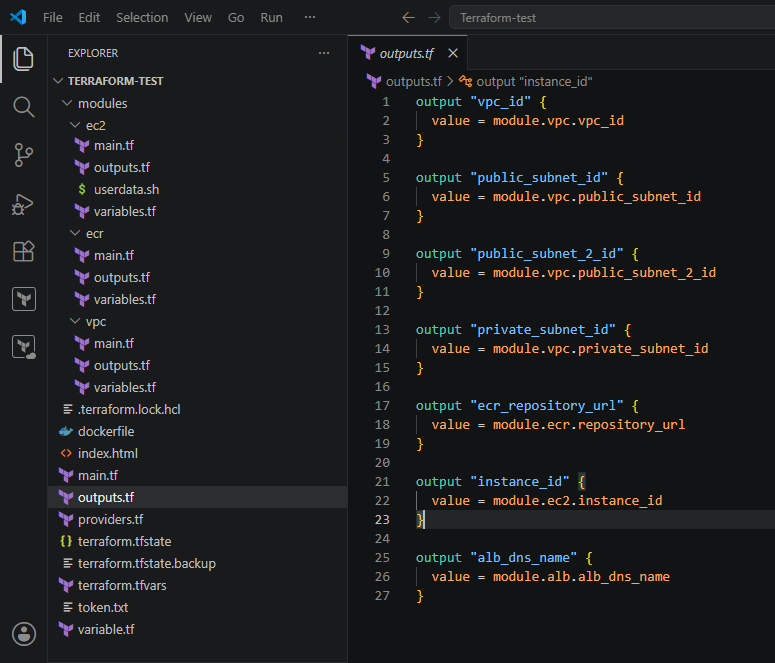 File Edit Selection View Go Run ···
← → Terraform-test
EXPLORER ···
TERRAFORM-TEST
modules
ec2
main.tf
outputs.tf
$ userdata.sh
variables.tf
ecr
main.tf
outputs.tf
variables.tf
vpc
main.tf
outputs.tf
variables.tf
.terraform.lock.hcl
dockerfile
<> index.html
main.tf
outputs.tf
providers.tf
{} terraform.tfstate
terraform.tfstate.backup
terraform.tfvars
token.txt
variable.tf
outputs.tf ×
outputs.tf > output "instance_id"
1 output "vpc_id" {
2 value = module.vpc.vpc_id
3 }
4
5 output "public_subnet_id" {
6 value = module.vpc.public_subnet_id
7 }
8
9 output "public_subnet_2_id" {
10 value = module.vpc.public_subnet_2_id
11 }
12
13 output "private_subnet_id" {
14 value = module.vpc.private_subnet_id
15 }
16
17 output "ecr_repository_url" {
18 value = module.ecr.repository_url
19 }
20
21 output "instance_id" {
22 value = module.ec2.instance_id
23 }
24
25 output "alb_dns_name" {
26 value = module.alb.alb_dns_name
27 }